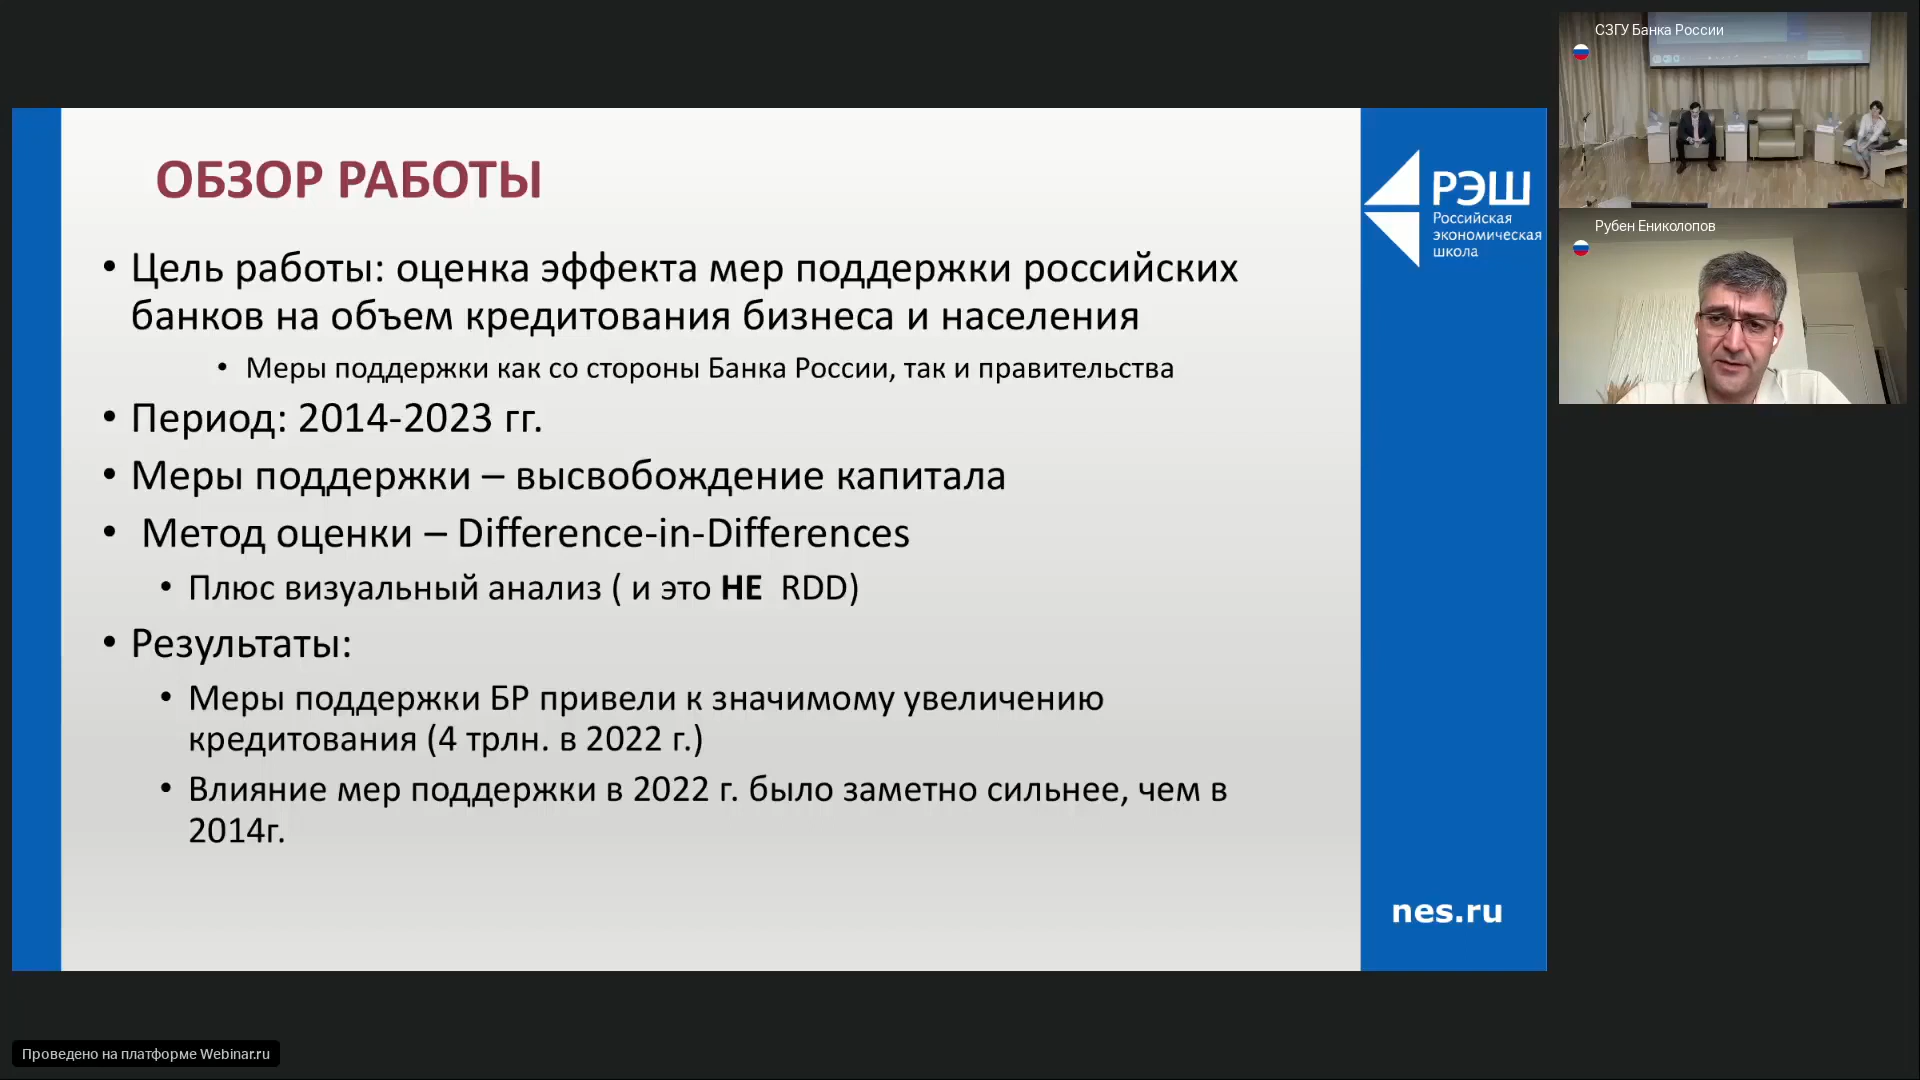 ОБЗОР РАБОТЫ
• Цель работы: оценка эффекта мер поддержки российских
банков на объем кредитования бизнеса и населения
• Меры поддержки как со стороны Банка России, так и правительства
• Период: 2014-2023 гг.
• Меры поддержки – высвобождение капитала
• Метод оценки – Difference-in-Differences
• Плюс визуальный анализ ( и это НЕ RDD)
• Результаты:
• Меры поддержки БР привели к значимому увеличению
кредитования (4 трлн. в 2022 г.)
• Влияние мер поддержки в 2022 г. было заметно сильнее, чем в
2014г.
РЭШ
Российская
экономическая
школа
nes.ru
СЗГУ Банка России
Рубен Ениколопов
Проведено на платформе Webinar.ru